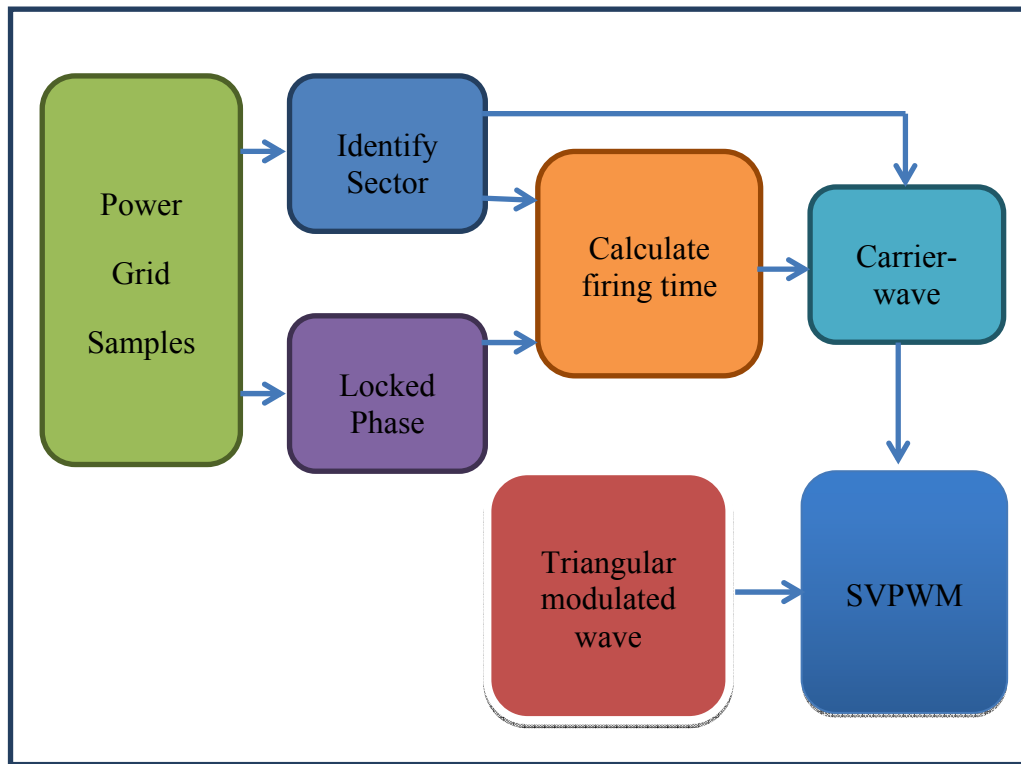 Power
Grid
Samples
Identify
Sector
Locked
Phase
Calculate
firing time
Carrier-
wave
Triangular
modulated
wave
SVPWM